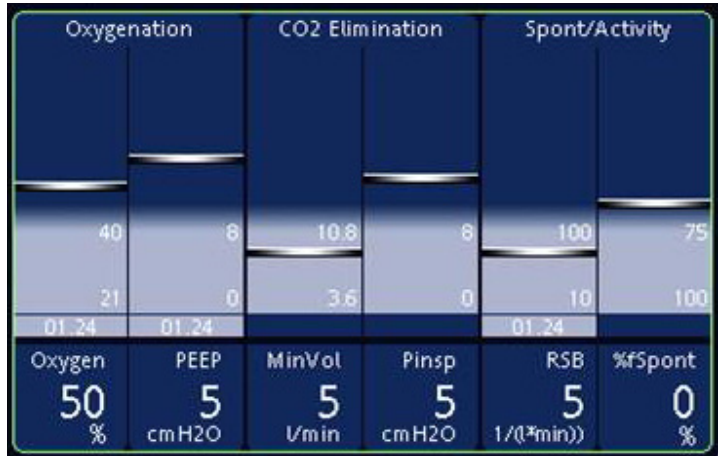 Oxygenation CO2 Elimination Spont/Activity
40 8 10.8 8 100 75
21 0 3.6 0 10 100
01.24 01.24 01.24
Oxygen PEEP MinVol Pinsp RSB %fSpont
50 5 5 5 5 0
% cmH2O l/min cmH2O 1/(l*min)) %